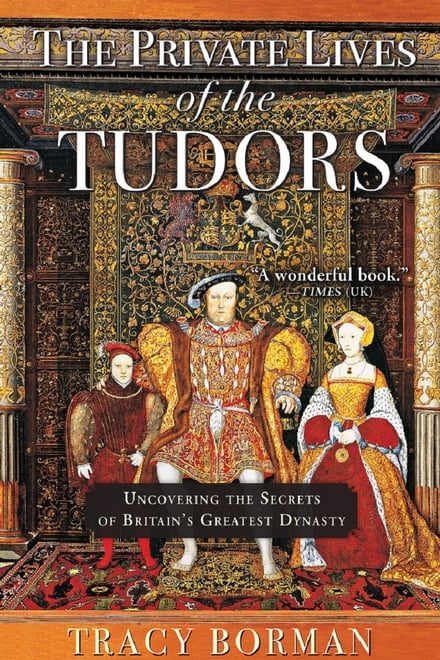 THE PRIVATE LIVES
of the
TUDORS
“A wonderful book.”
—TIMES (UK)
UNCOVERING THE SECRETS
OF BRITAIN'S GREATEST DYNASTY
TRACY BORMAN